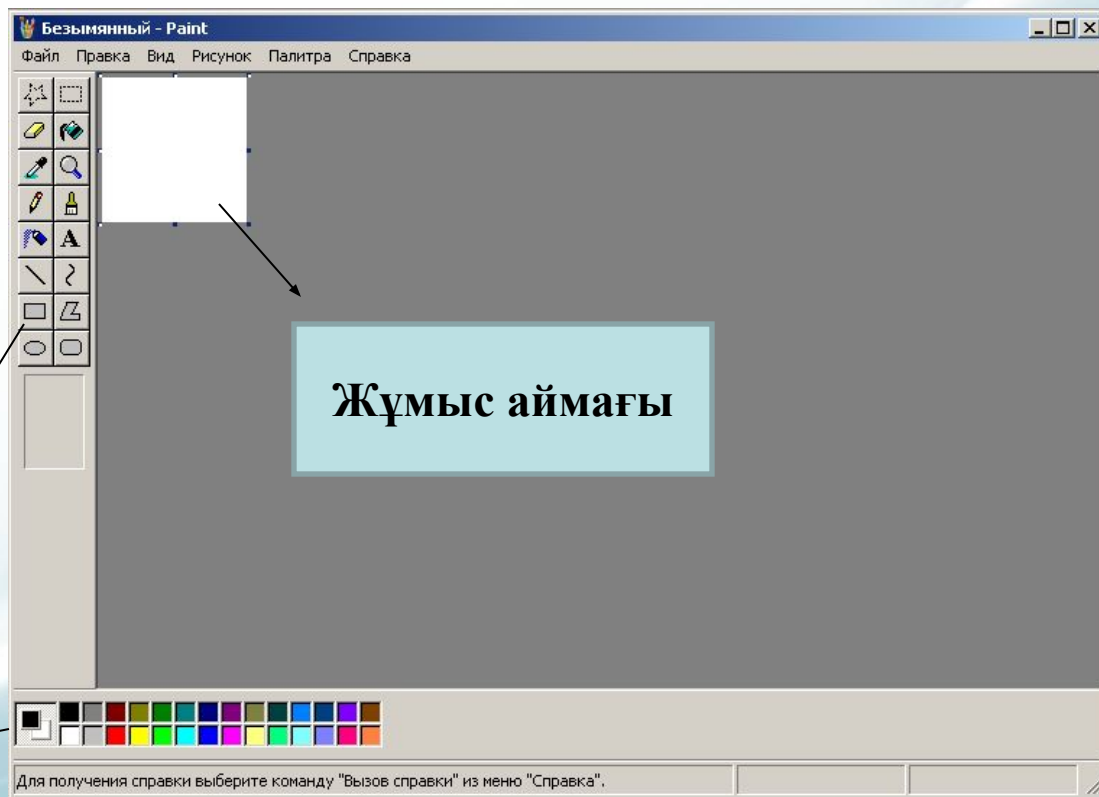 Безымянный - Paint
Файл Правка Вид Рисунок Палитра Справка
A
Жұмыс аймағы
Для получения справки выберите команду "Вызов справки" из меню "Справка".